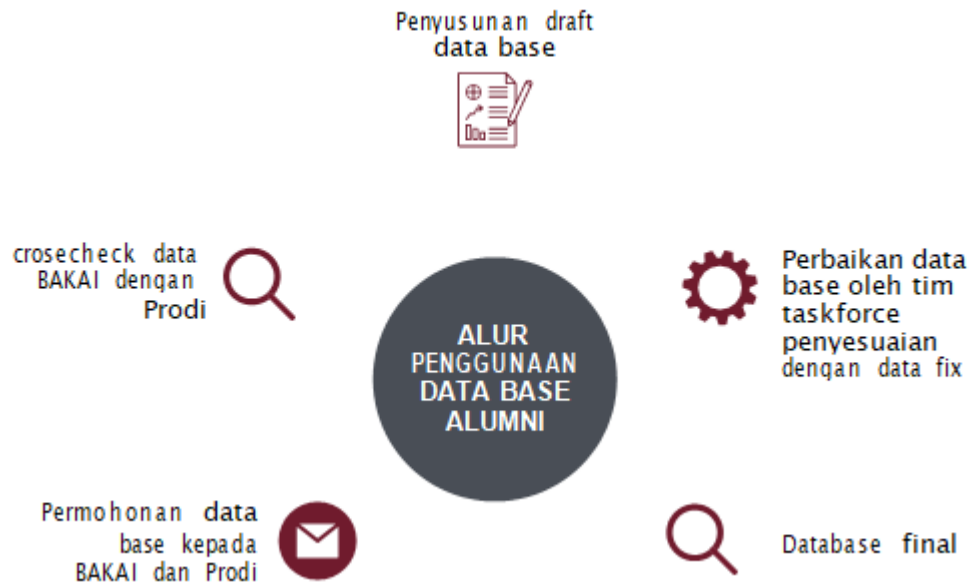 Penyusunan draft
data base
crosecheck data
BAKAI dengan
Prodi
Perbaikan data
base oleh tim
taskforce
penyesuaian
dengan data fix
ALUR
PENGGUNAAN
DATA BASE
ALUMNI
Permohonan data
base kepada
BAKAI dan Prodi
Database final